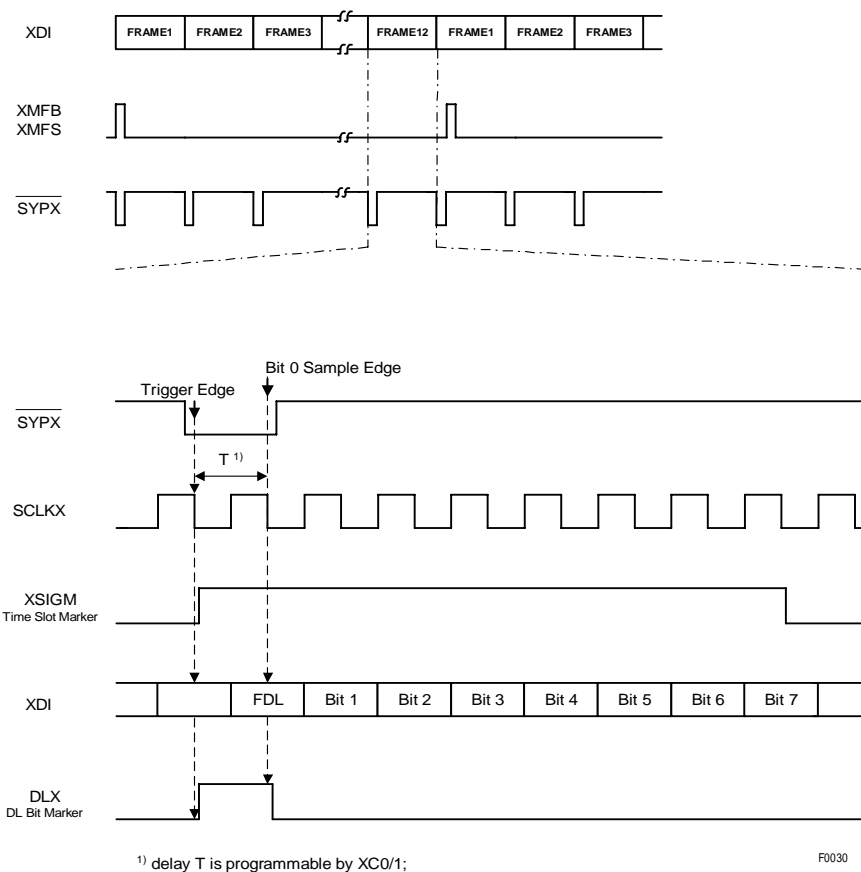 XDI
FRAME1 FRAME2 FRAME3 FRAME12 FRAME1 FRAME2 FRAME3
XMFB
XMFS
SYPX
Bit 0 Sample Edge
Trigger Edge
SYPX
T 1)
SCLKX
XSIGM
Time Slot Marker
XDI
FDL Bit 1 Bit 2 Bit 3 Bit 4 Bit 5 Bit 6 Bit 7
DLX
DL Bit Marker
1) delay T is programmable by XC0/1;
F0030